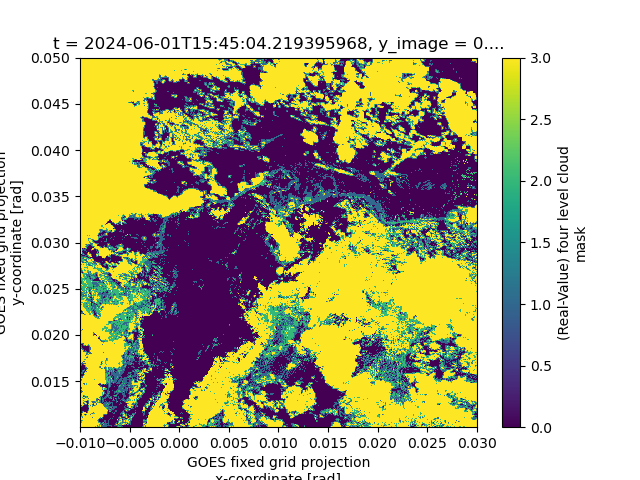 t = 2024-06-01T15:45:04.219395968, y_image = 0....
0.050
0.045
0.040
0.035
0.030
0.025
0.020
0.015
GOES fixed grid projection
y-coordinate [rad]
−0.010 −0.005 0.000 0.005 0.010 0.015 0.020 0.025 0.030
GOES fixed grid projection
x-coordinate [rad]
3.0
2.5
2.0
1.5
1.0
0.5
0.0
(Real-Value) four level cloud
mask